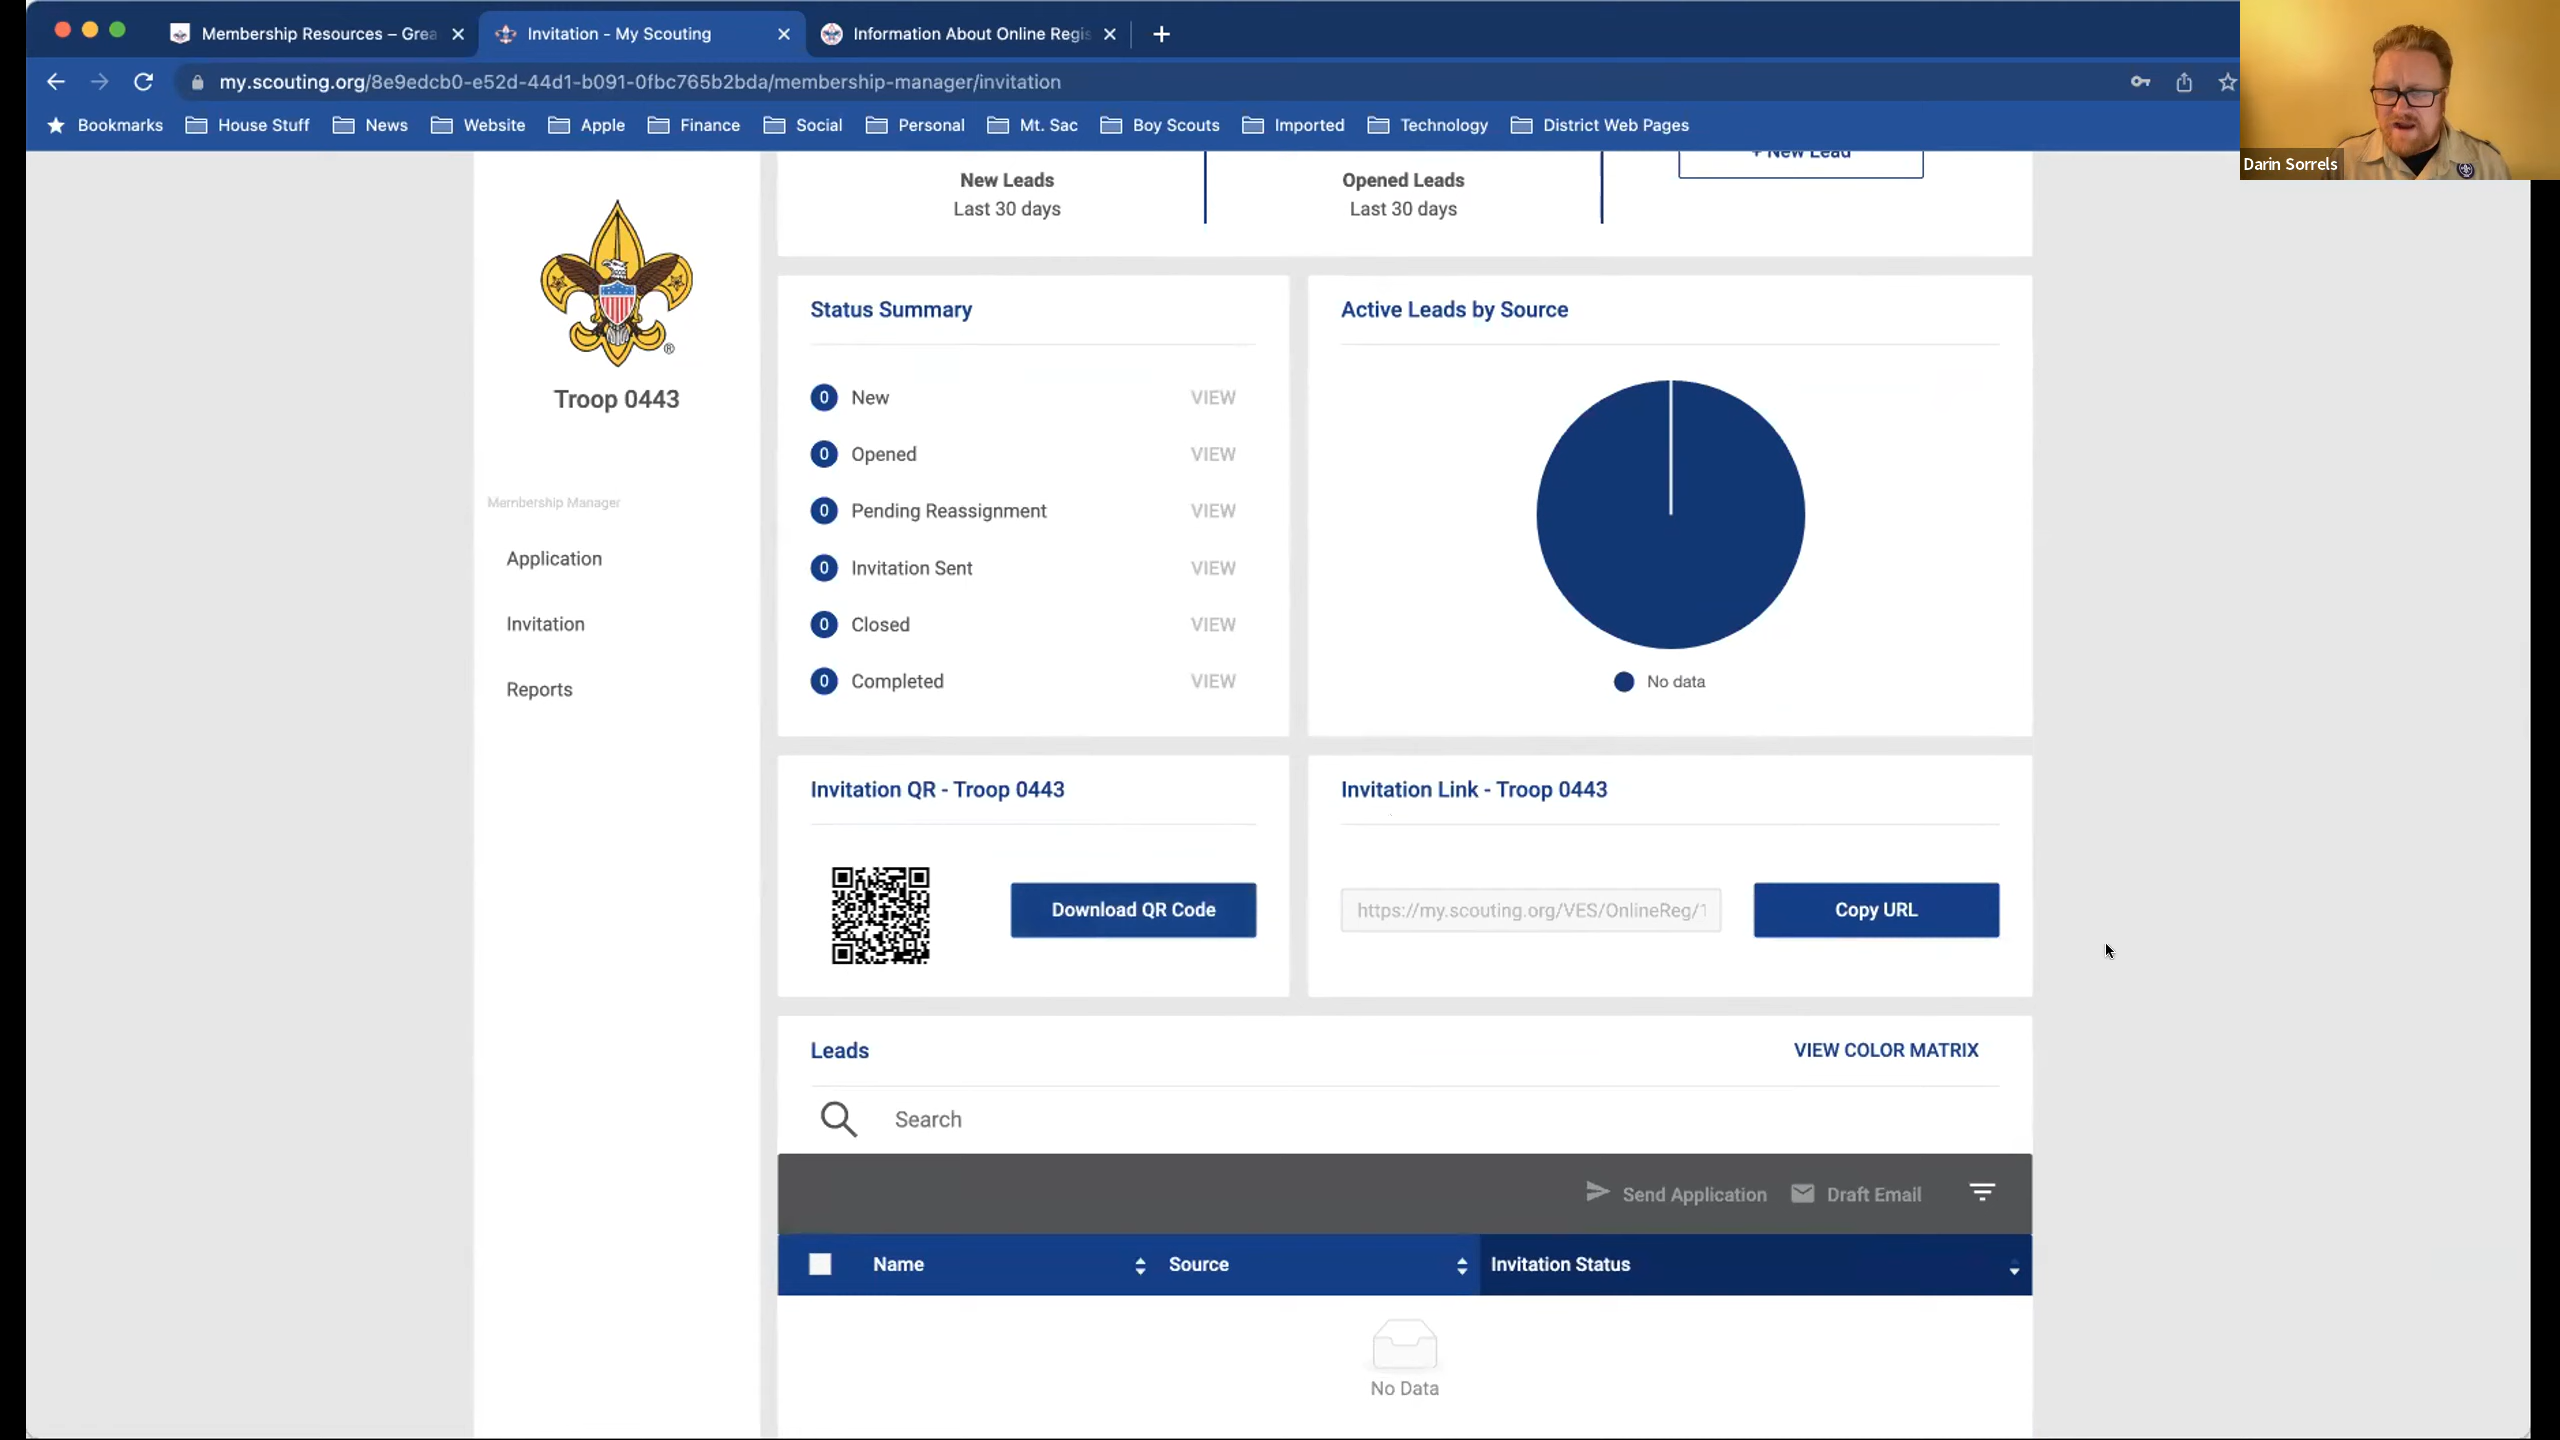 Membership Resources – Grea
Invitation - My Scouting
Information About Online Regis
my.scouting.org/8e9edcb0-e52d-44d1-b091-0fbc765b2bda/membership-manager/invitation
Bookmarks House Stuff News Website Apple Finance Social Personal Mt. Sac Boy Scouts Imported Technology District Web Pages
Darin Sorrels
+ New Lead
New Leads
Last 30 days
Opened Leads
Last 30 days
®
Troop 0443
Membership Manager
Application
Invitation
Reports
Status Summary
0 New VIEW
0 Opened VIEW
0 Pending Reassignment VIEW
0 Invitation Sent VIEW
0 Closed VIEW
0 Completed VIEW
Active Leads by Source
No data
Invitation QR - Troop 0443
Download QR Code
Invitation Link - Troop 0443
https://my.scouting.org/VES/OnlineReg/1
Copy URL
Leads
VIEW COLOR MATRIX
Search
Send Application Draft Email
Name Source Invitation Status
No Data